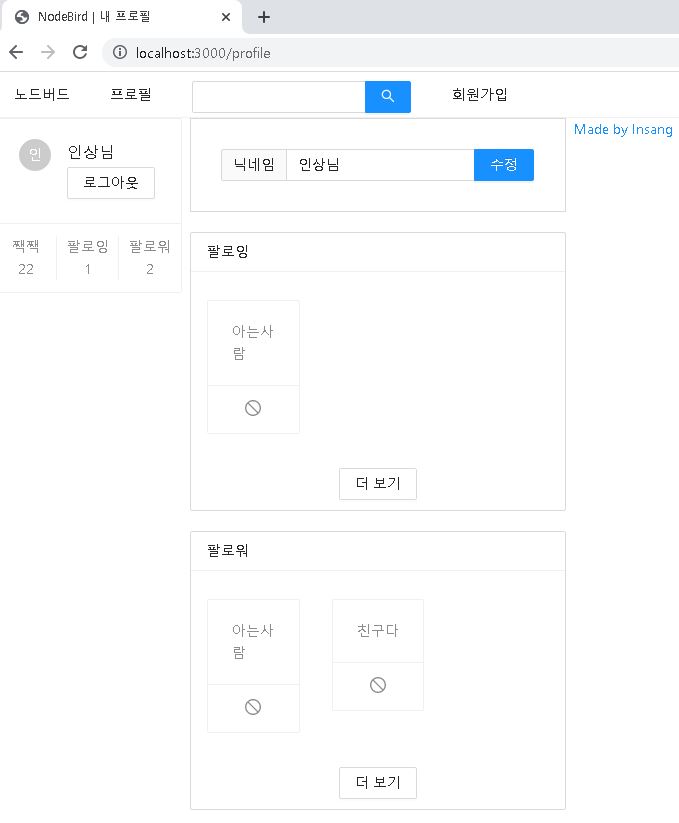 NodeBird | 내 프로필
localhost:3000/profile
노드버드 프로필 회원가입
인 인상님
로그아웃
짹짹 팔로잉 팔로워
22 1 2
닉네임 인상님 수정
Made by Insang
팔로잉
아는사
람
더 보기
팔로워
아는사 친구다
람
더 보기